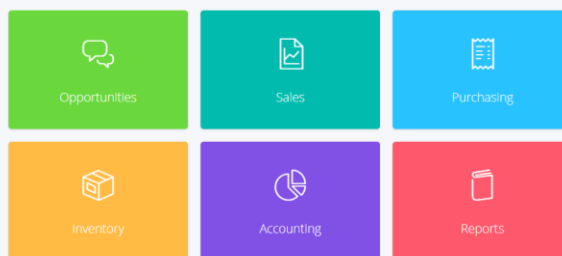 Opportunities
Sales
Purchasing
Inventory
Accounting
Reports